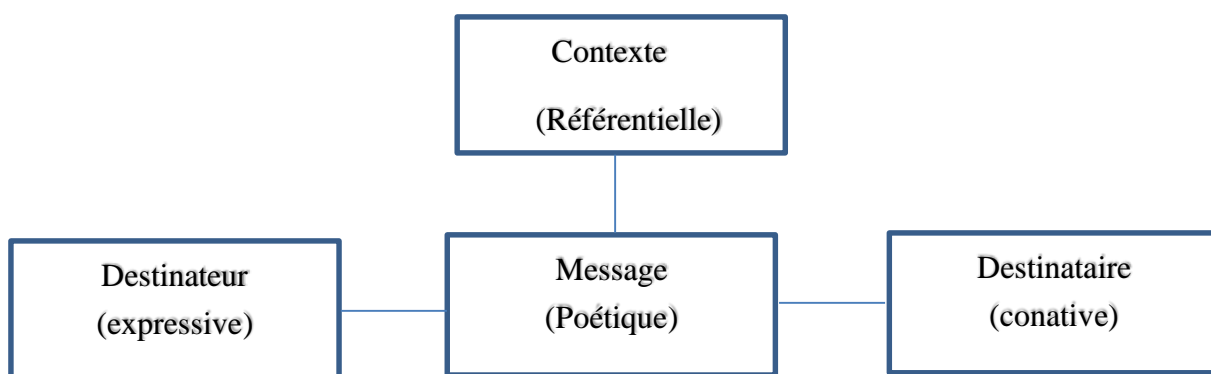 Contexte
(Référentielle)
Destinateur
(expressive)
Message
(Poétique)
Destinataire
(conative)